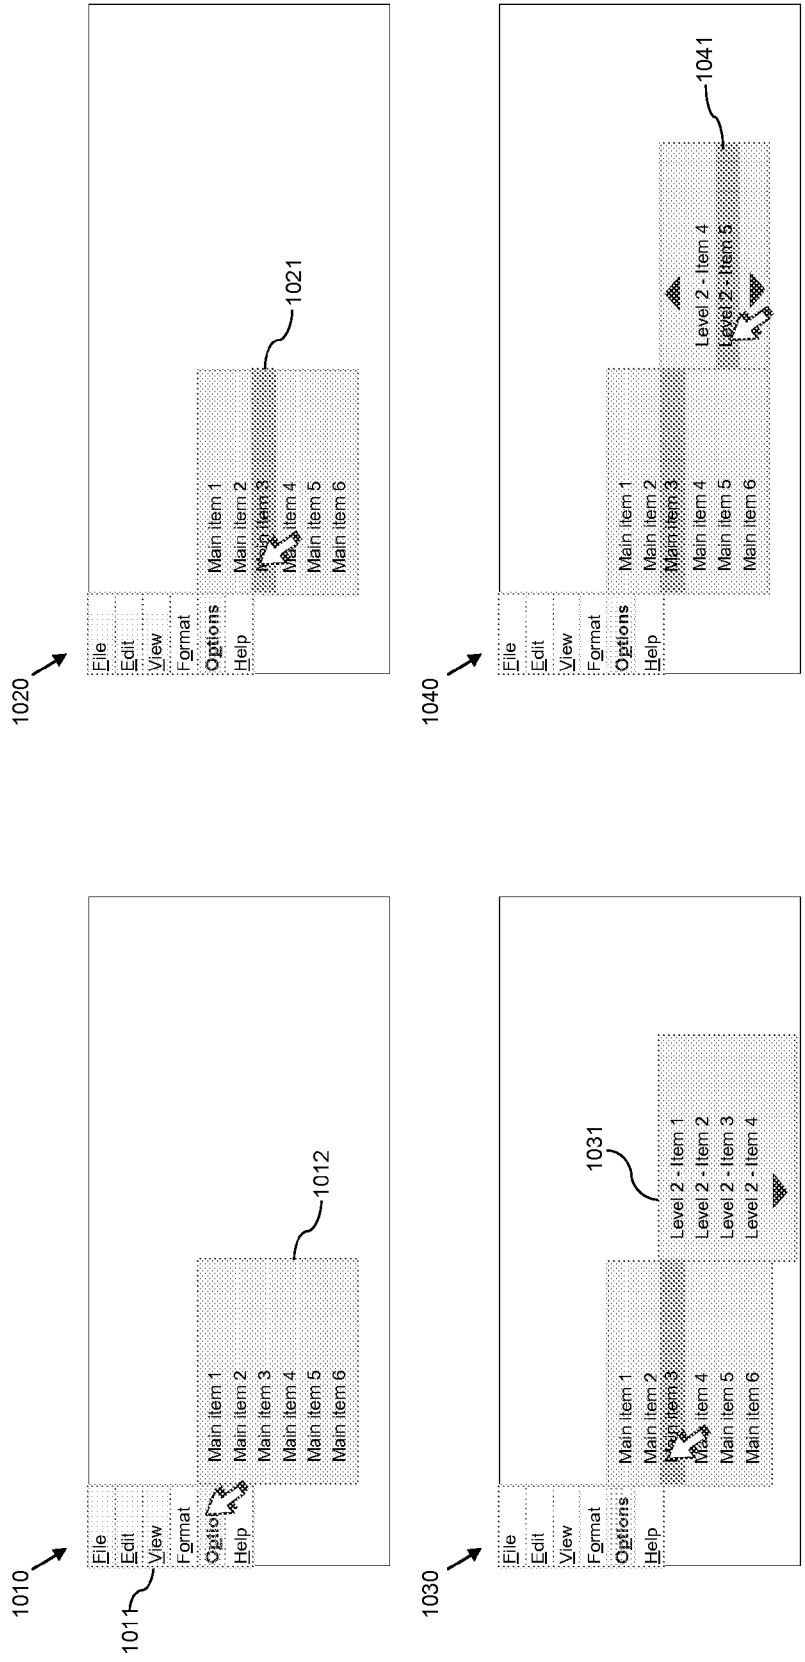 1010
1011
File
Edit
View
Format
Options
Help
Main item 1
Main item 2
Main item 3
Main item 4
Main item 5
Main item 6
1012
1020
File
Edit
View
Format
Options
Help
Main item 1
Main item 2
Main item 3
Main item 4
Main item 5
Main item 6
1021
1030
File
Edit
View
Format
Options
Help
Main item 1
Main item 2
Main item 3
Main item 4
Main item 5
Main item 6
1031
Level 2 - Item 1
Level 2 - Item 2
Level 2 - Item 3
Level 2 - Item 4
1040
File
Edit
View
Format
Options
Help
Main item 1
Main item 2
Main item 3
Main item 4
Main item 5
Main item 6
Level 2 - Item 4
Level 2 - Item 5
1041